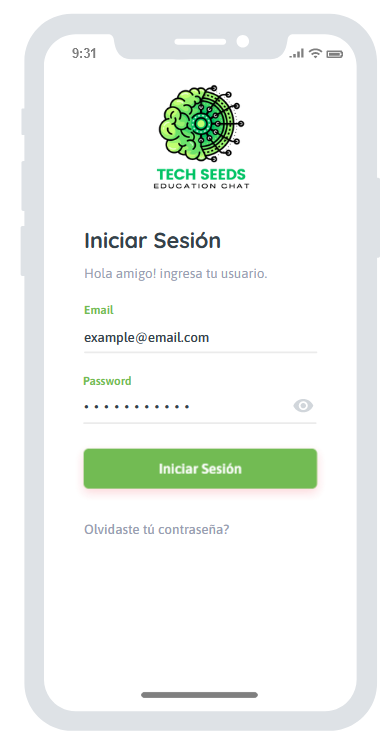 9:31
TECH SEEDS
EDUCATION CHAT
Iniciar Sesión
Hola amigo! ingresa tu usuario.
Email
example@email.com
Password
Iniciar Sesión
Olvidaste tú contraseña?